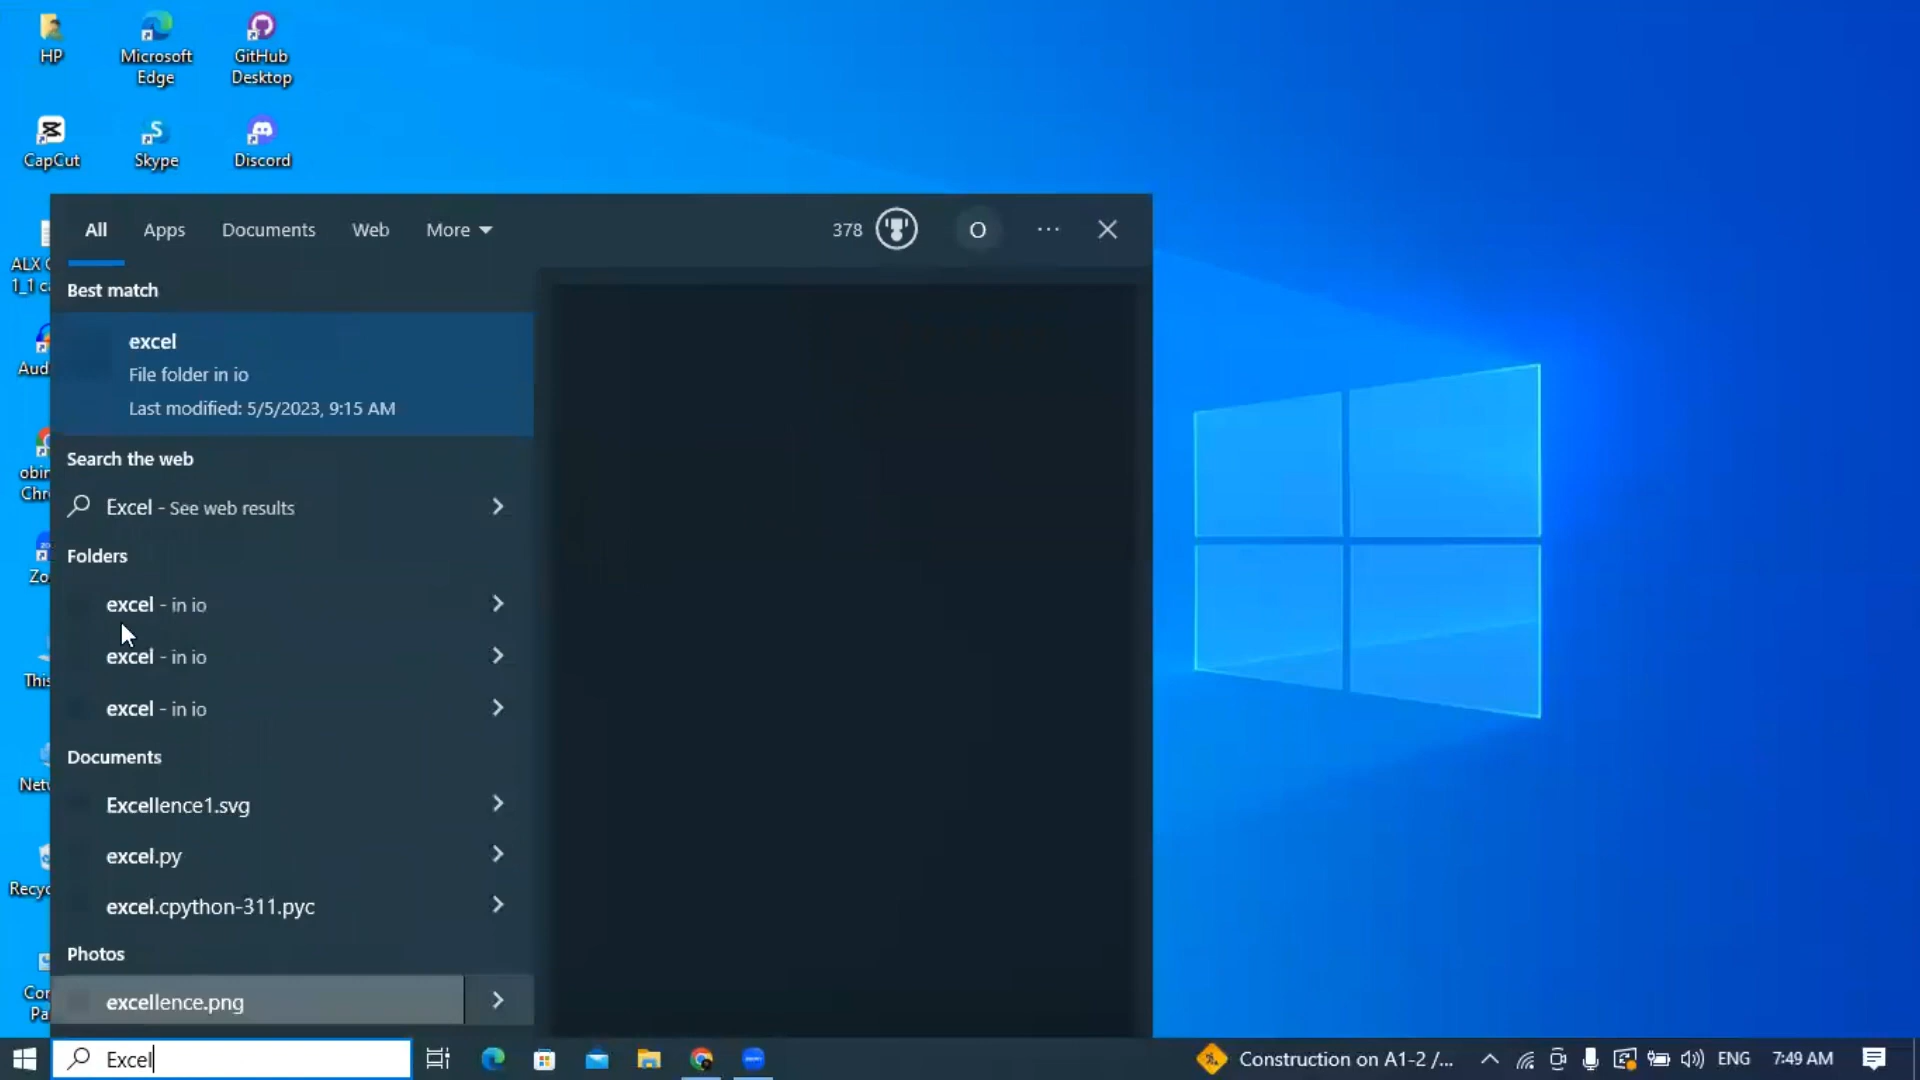 HP
Microsoft
Edge
GitHub
Desktop
CapCut
Skype
Discord
ALX
1_1
All
Apps
Documents
Web
More
378
O
Best match
excel
File folder in io
Last modified: 5/5/2023, 9:15 AM
Search the web
Excel - See web results
Folders
excel - in io
excel - in io
excel - in io
Documents
Excellence1.svg
excel.py
excel.cpython-311.pyc
Photos
excellence.png
This
Excel
Construction on A1-2 /...
ENG
7:49 AM